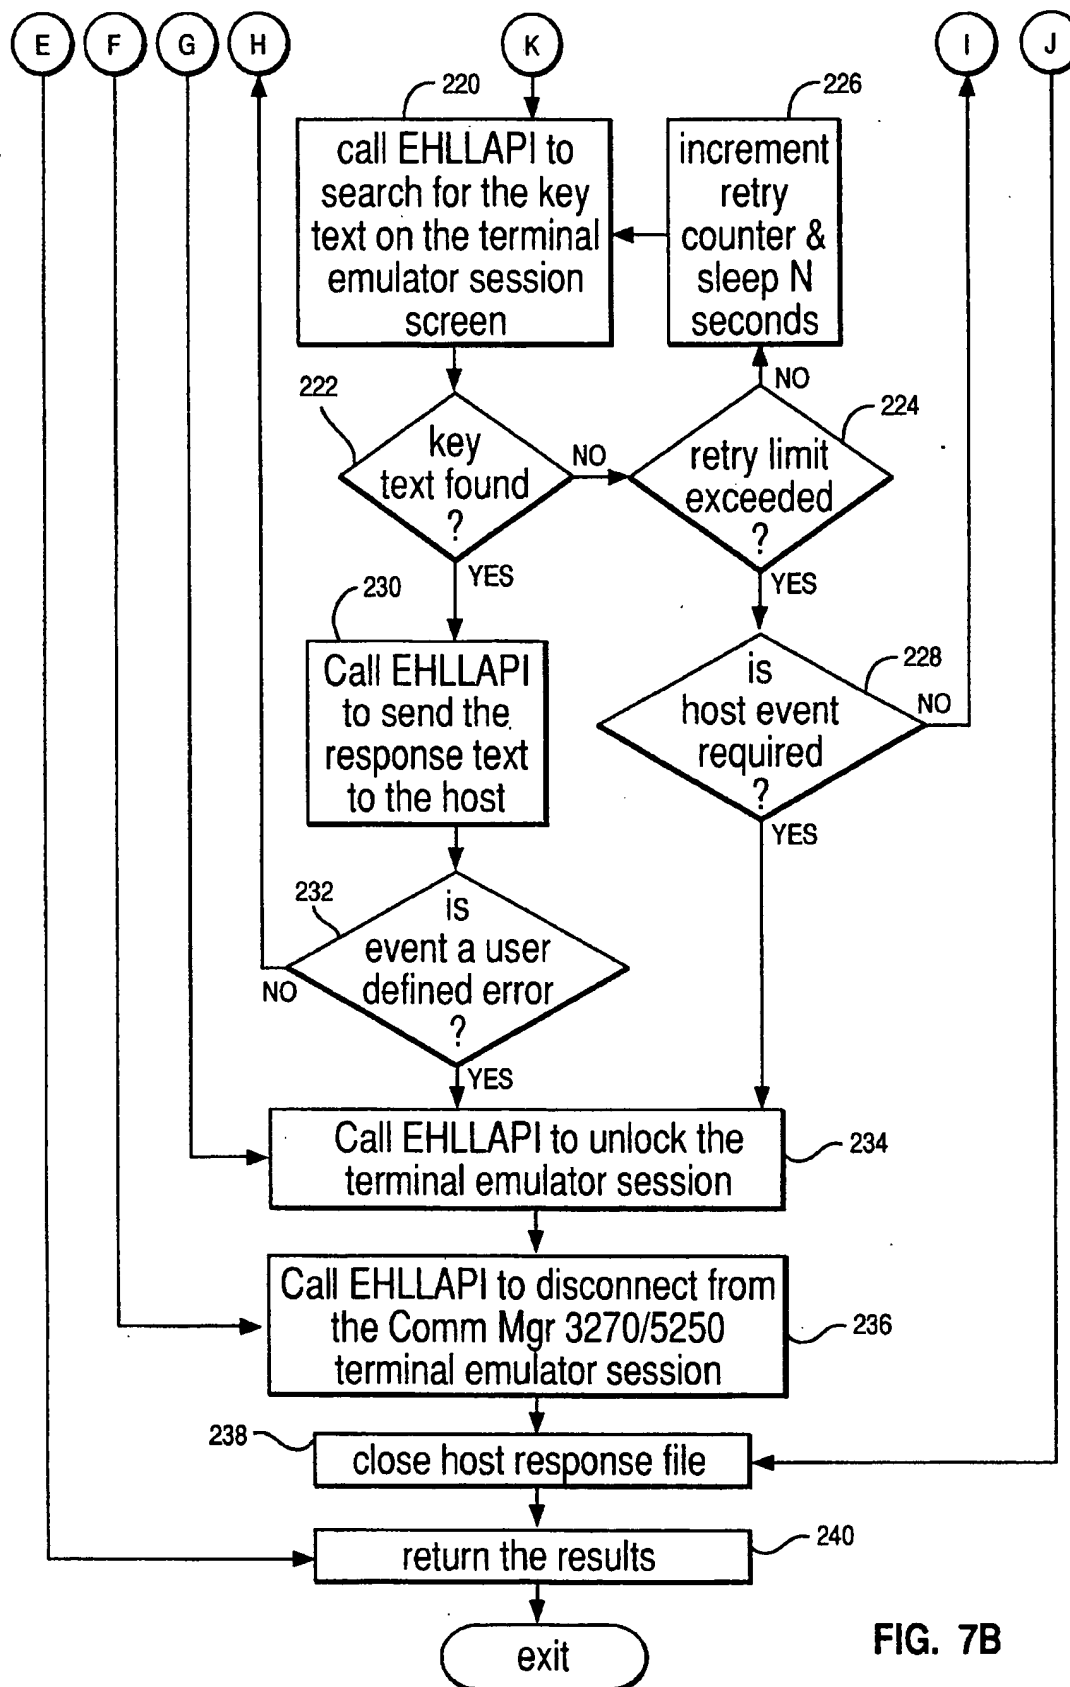 E F G H K I J
220
226
call EHLLAPI to
search for the key
text on the terminal
emulator session
screen
increment
retry
counter &
sleep N
seconds
222
key
text found
?
NO
YES
NO
224
retry limit
exceeded
?
YES
230
Call EHLLAPI
to send the
response text
to the host
228
is
host event
required
?
NO
YES
232
is
event a user
defined error
?
NO
YES
Call EHLLAPI to unlock the
terminal emulator session
234
Call EHLLAPI to disconnect from
the Comm Mgr 3270/5250
terminal emulator session
236
238
close host response file
return the results
240
exit
FIG. 7B